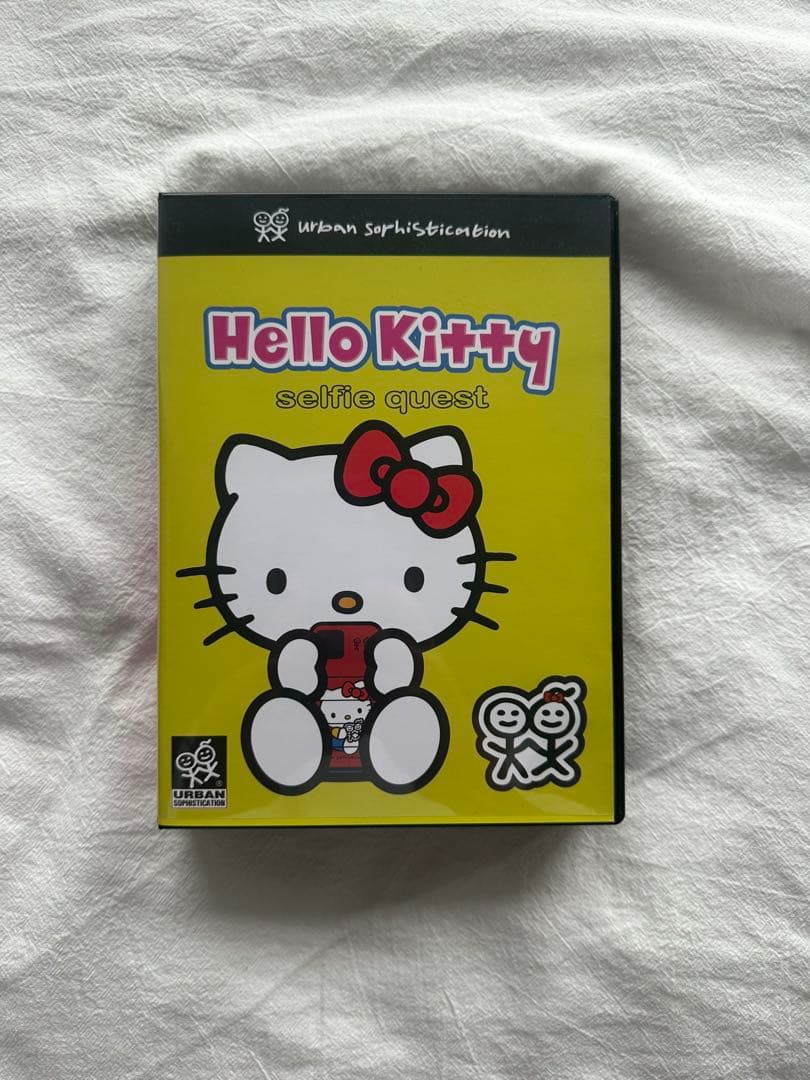 urban sophistication
Hello Kitty
selfie quest
URBAN
SOPHISTICATION